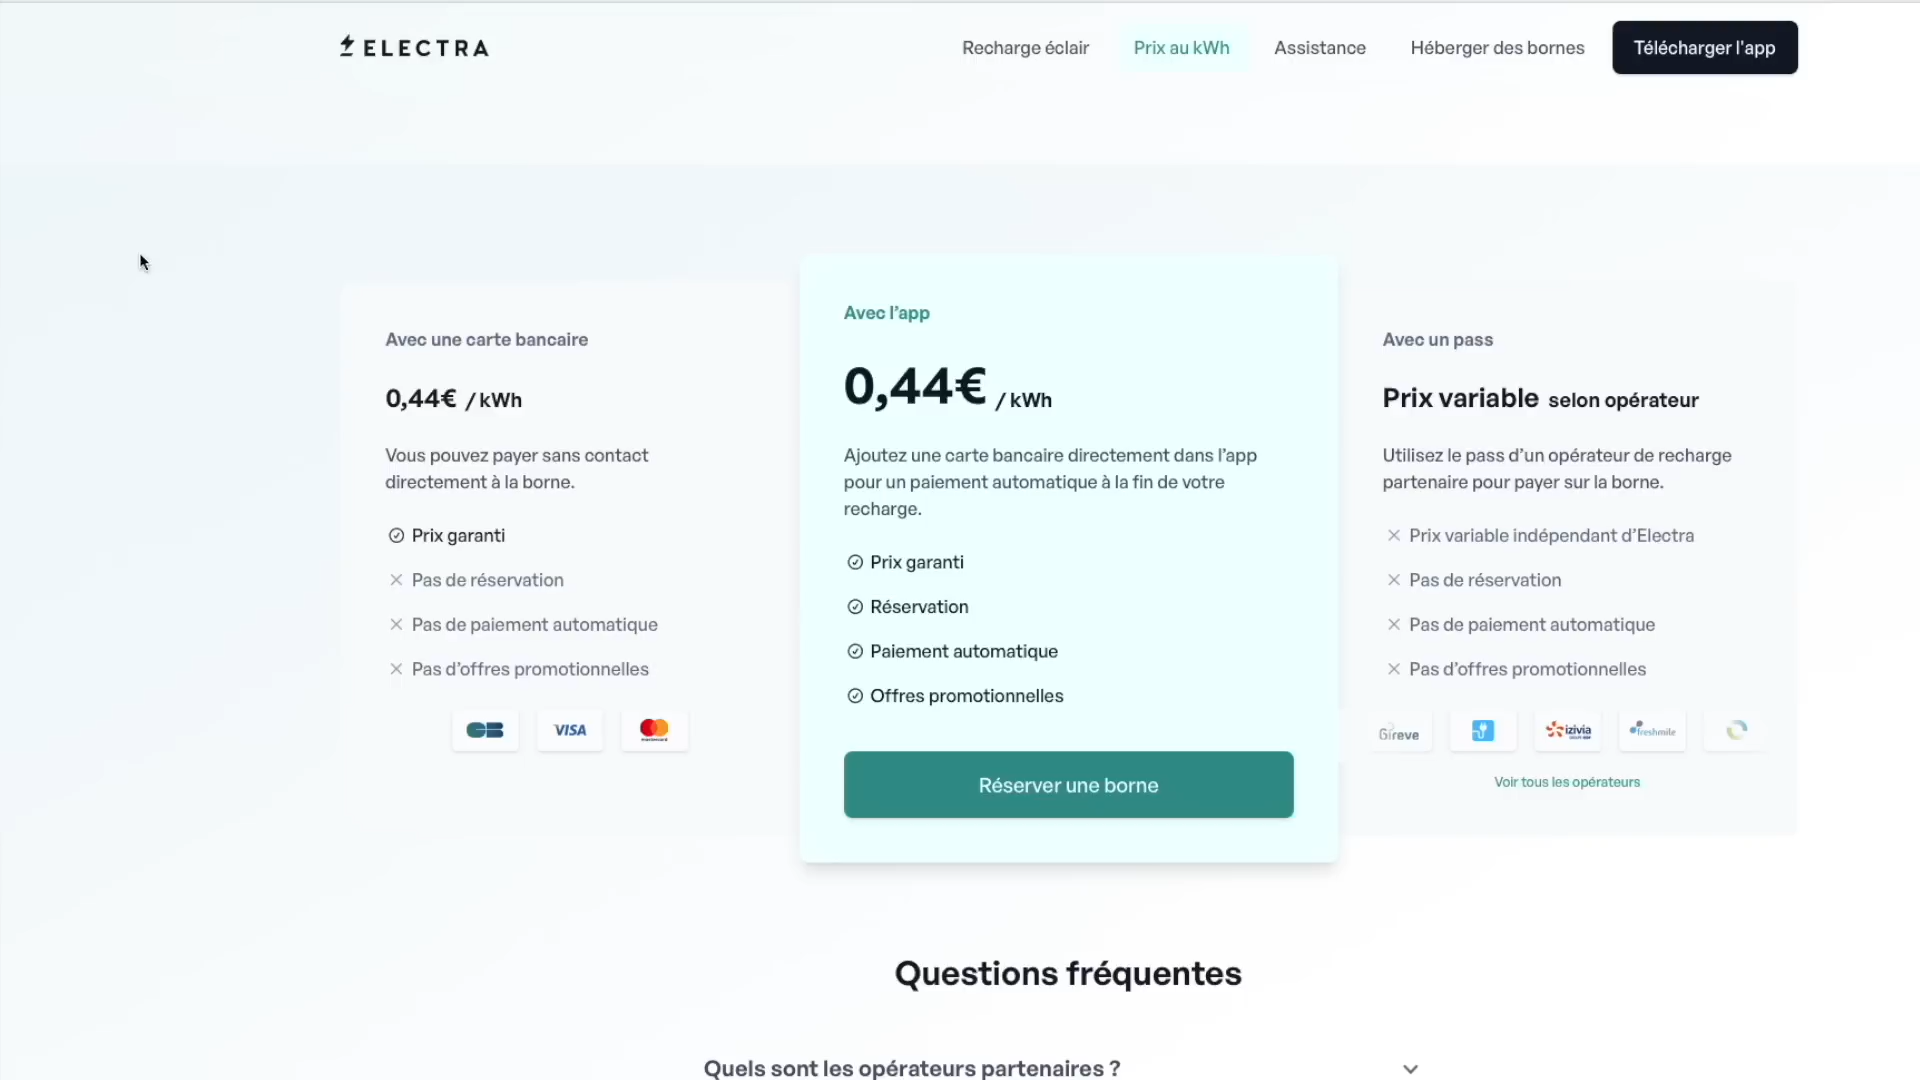 ELECTRA
Recharge éclair
Prix au kWh
Assistance
Héberger des bornes
Télécharger l'app
Avec une carte bancaire
0,44€ / kWh
Vous pouvez payer sans contact
directement à la borne.
Prix garanti
Pas de réservation
Pas de paiement automatique
Pas d’offres promotionnelles
CB
VISA
mastercard
Avec l’app
0,44€ / kWh
Ajoutez une carte bancaire directement dans l’app
pour un paiement automatique à la fin de votre
recharge.
Prix garanti
Réservation
Paiement automatique
Offres promotionnelles
Réserver une borne
Avec un pass
Prix variable selon opérateur
Utilisez le pass d’un opérateur de recharge
partenaire pour payer sur la borne.
Prix variable indépendant d’Electra
Pas de réservation
Pas de paiement automatique
Pas d’offres promotionnelles
Gireve
izivia
freshmile
Voir tous les opérateurs
Questions fréquentes
Quels sont les opérateurs partenaires ?